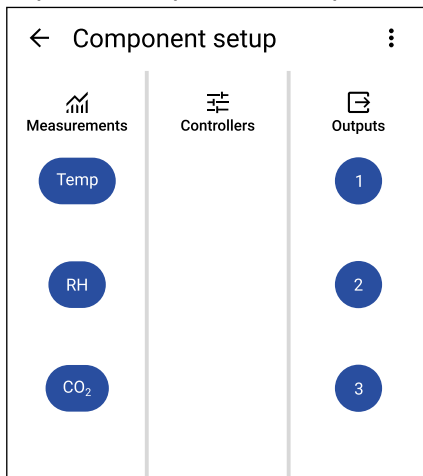 Component setup
Measurements Controllers Outputs
Temp 1
RH 2
CO₂ 3